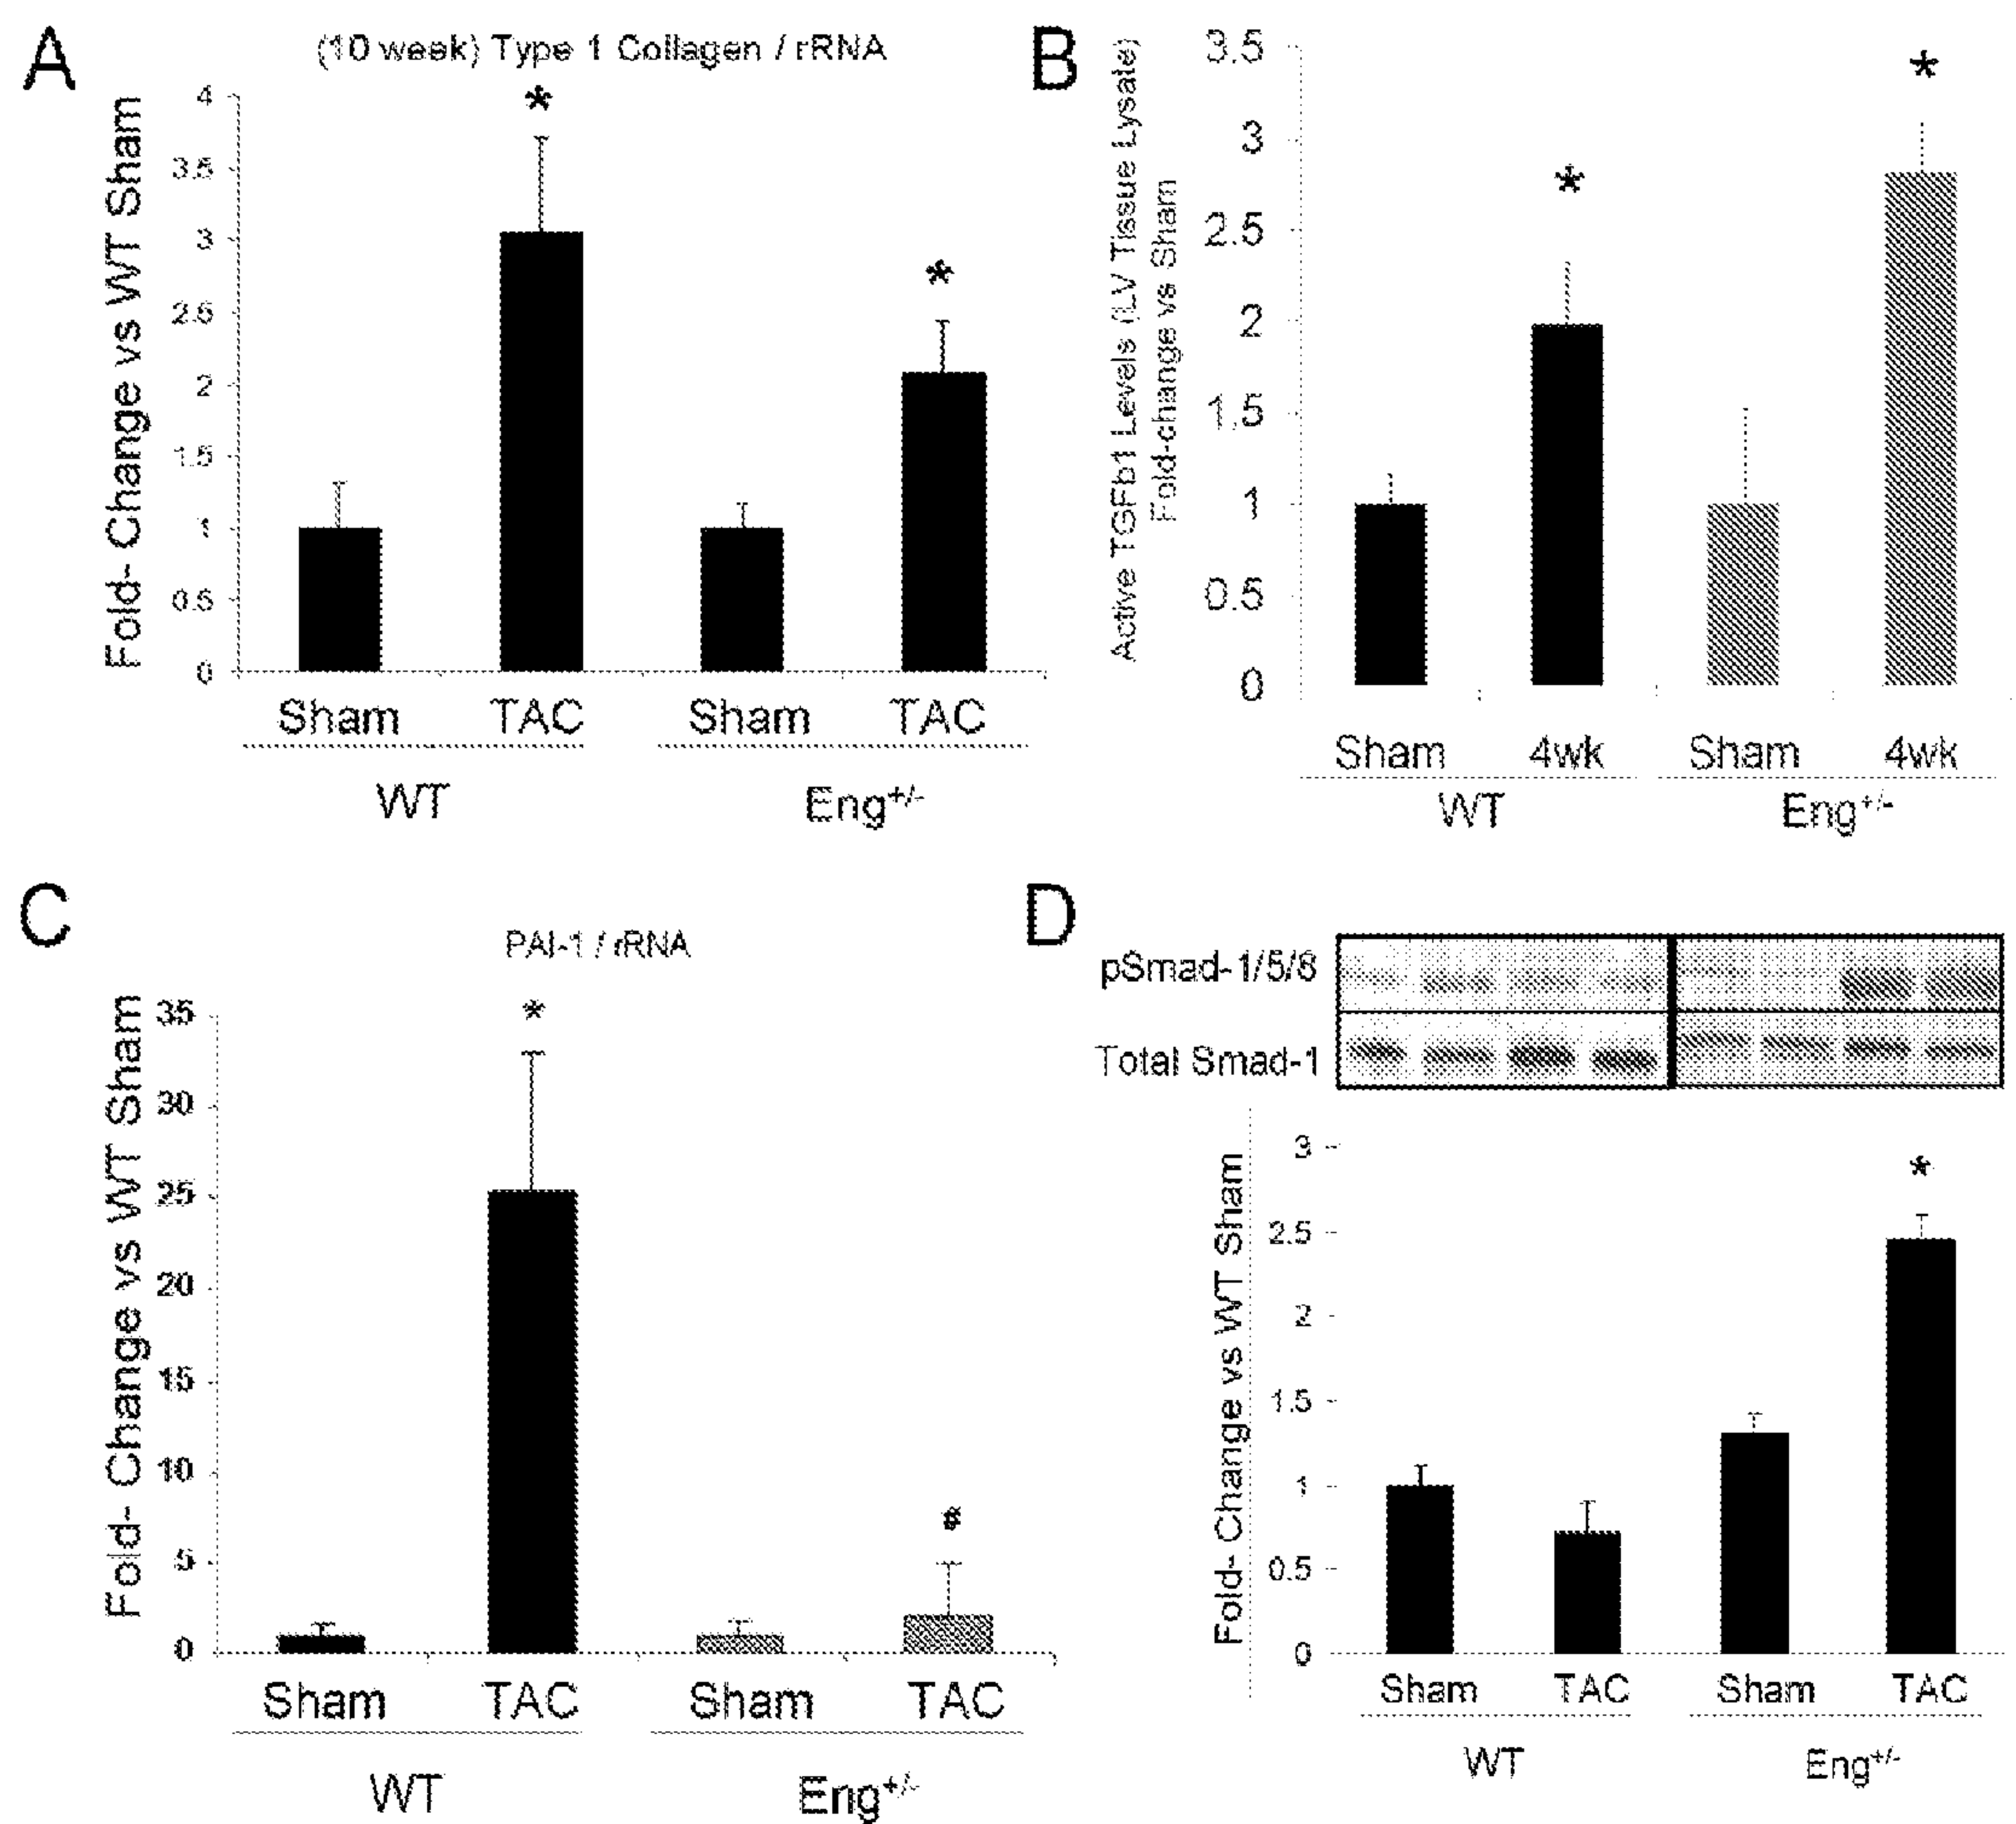 A
(10 week) Type 1 Collagen / rRNA
Fold- Change vs WT Sham
4
3.5
3
2.5
2
1.5
1
0.5
0
*
*
Sham TAC Sham TAC
WT Eng+/-
B
Active TGFb1 Levels (LV Tissue Lysate)
Fold-change vs Sham
3.5
3
2.5
2
1.5
1
0.5
0
*
*
Sham 4wk Sham 4wk
WT Eng+/-
C
PAI-1 / rRNA
Fold- Change vs WT Sham
35
30
25
20
15
10
5
0
*
#
Sham TAC Sham TAC
WT Eng+/-
D
pSmad-1/5/8
Total Smad-1
Fold- Change vs WT Sham
3
2.5
2
1.5
1
0.5
0
*
Sham TAC Sham TAC
WT Eng+/-